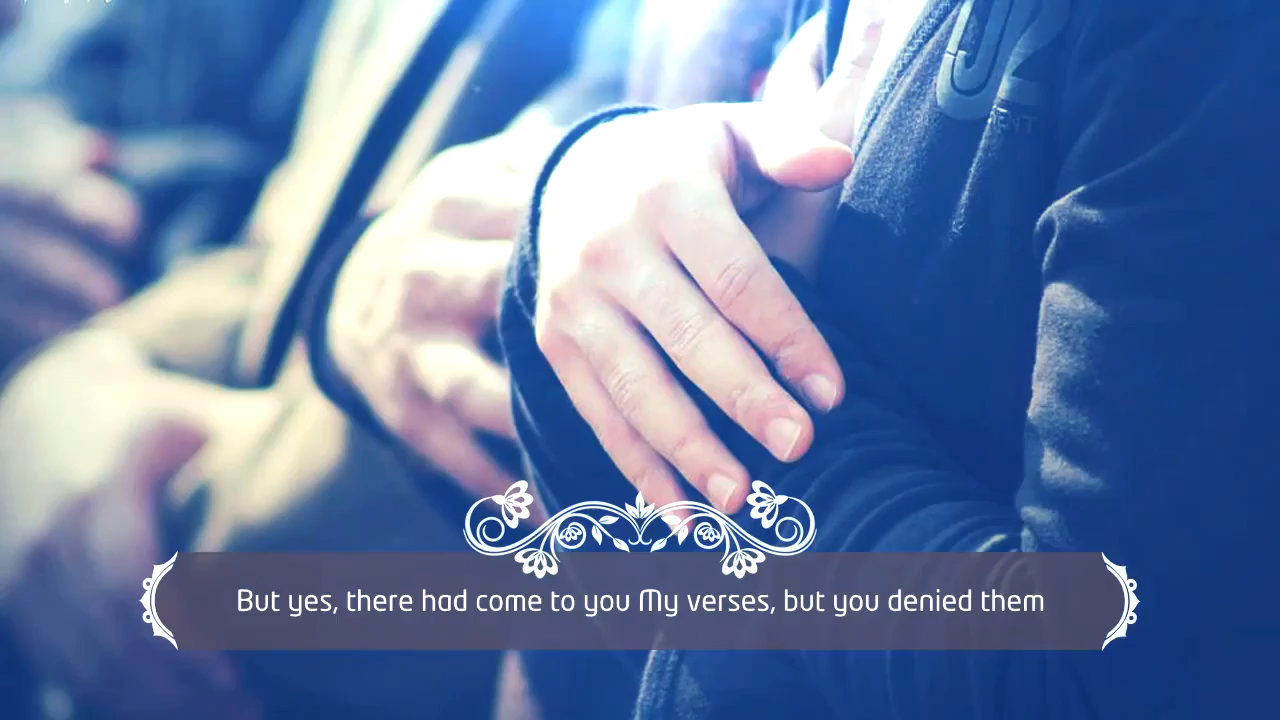 But yes, there had come to you My verses, but you denied them